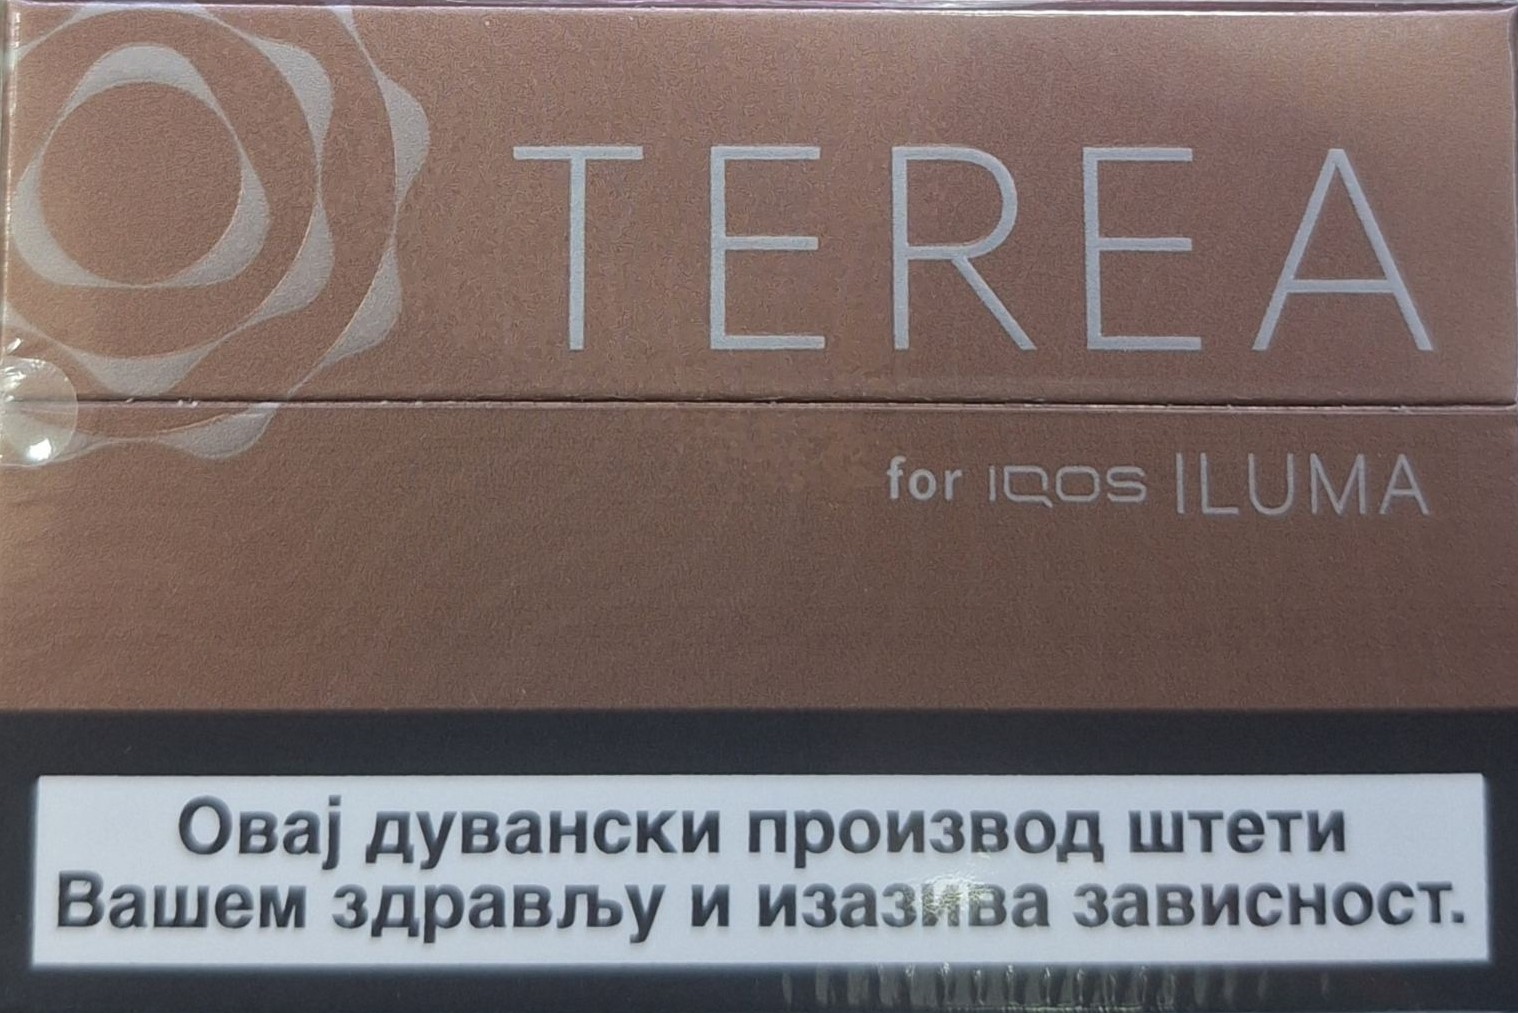 TEREA
for IQOS ILUMA
Овај дувански производ штети
Вашем здрављу и изазива зависност.